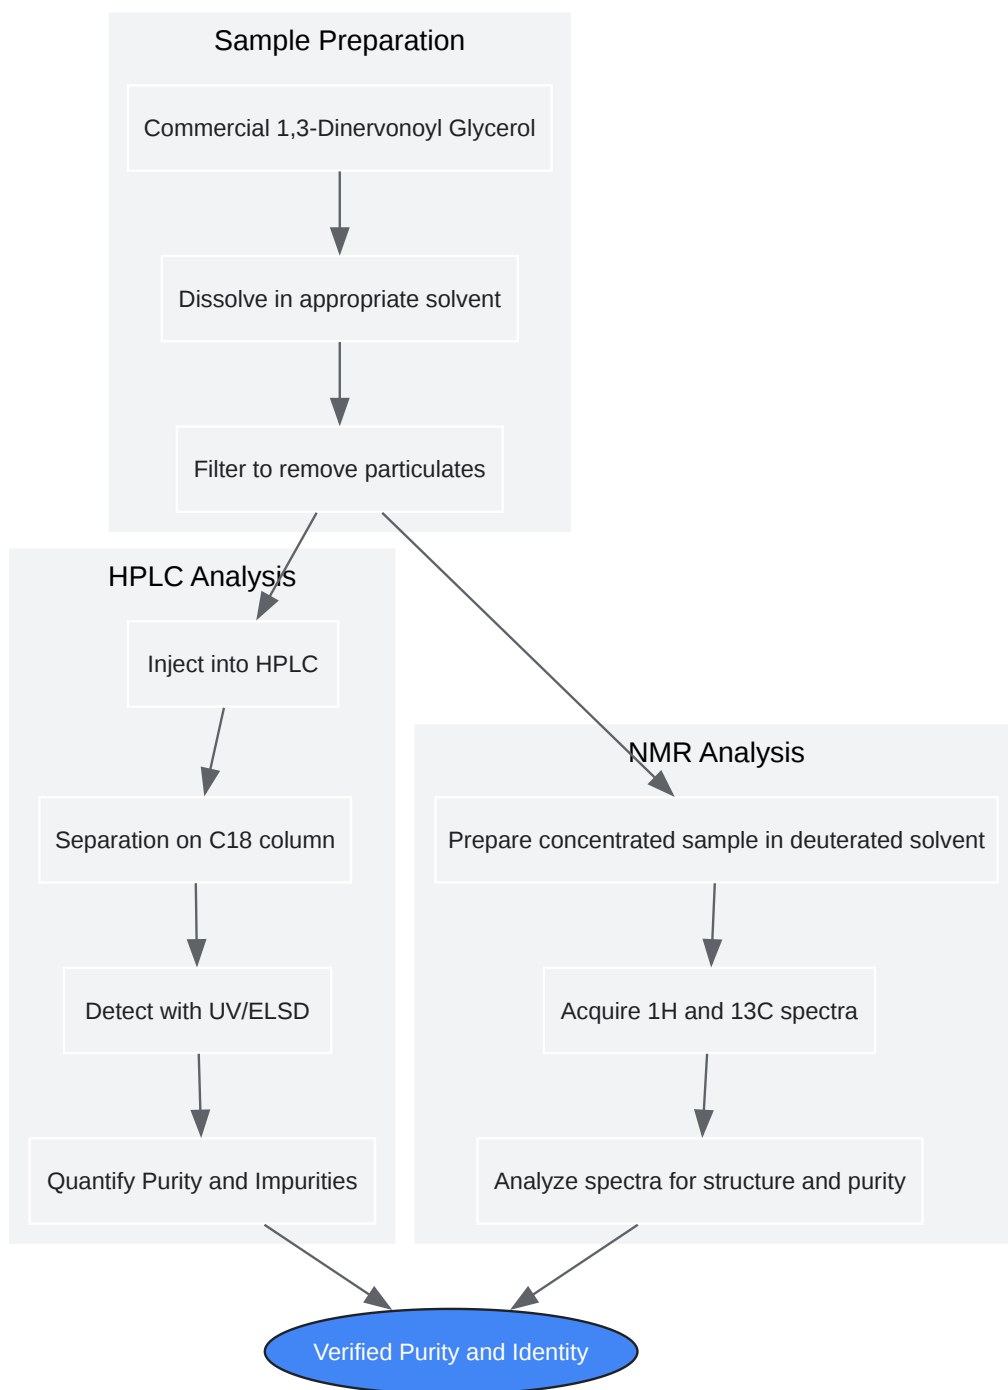 Sample Preparation
Commercial 1,3-Dinervonoyl Glycerol
Dissolve in appropriate solvent
Filter to remove particulates
HPLC Analysis
Inject into HPLC
Separation on C18 column
Detect with UV/ELSD
Quantify Purity and Impurities
NMR Analysis
Prepare concentrated sample in deuterated solvent
Acquire 1H and 13C spectra
Analyze spectra for structure and purity
Verified Purity and Identity